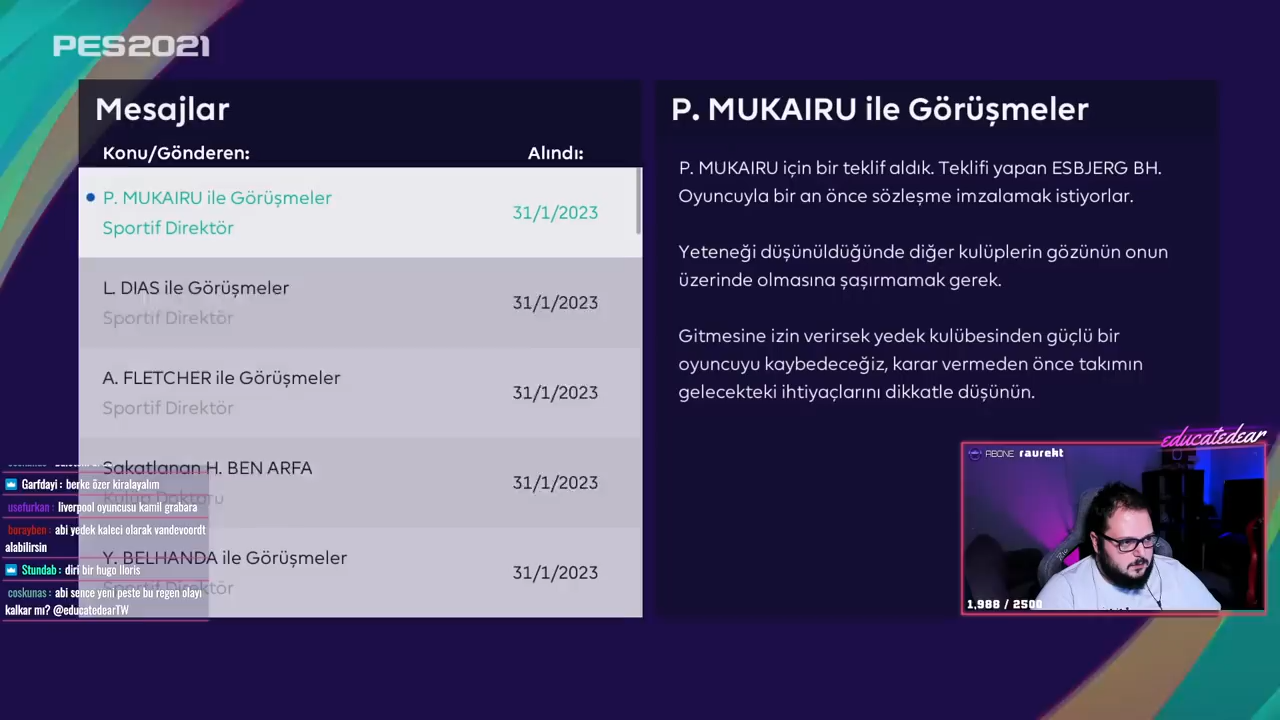 PES2021
Mesajlar
Konu/Gönderen:
Alındı:
P. MUKAIRU ile Görüşmeler
Sportif Direktör
31/1/2023
L. DIAS ile Görüşmeler
Sportif Direktör
31/1/2023
A. FLETCHER ile Görüşmeler
Sportif Direktör
31/1/2023
Sakatlanan H. BEN ARFA
Kulüp Doktoru
31/1/2023
Y. BELHANDA ile Görüşmeler
Sportif Direktör
31/1/2023
P. MUKAIRU ile Görüşmeler
P. MUKAIRU için bir teklif aldık. Teklifi yapan ESBJERG BH.
Oyuncuyla bir an önce sözleşme imzalamak istiyorlar.
Yeteneği düşünüldüğünde diğer kulüplerin gözünün onun
üzerinde olmasına şaşırmamak gerek.
Gitmesine izin verirsek yedek kulübesinden güçlü bir
oyuncuyu kaybedeceğiz, karar vermeden önce takımın
gelecekteki ihtiyaçlarını dikkatle düşünün.
Garfdayi : berke özer kiralayalım
usefurkan : liverpool oyuncusu kamil grabara
borayben : abi yedek kaleci olarak vandevoordt
alabilirsin
Stundab : diri bir hugo lloris
coskunas : abi sence yeni peste bu regen olayı
kalkar mı? @educatedearTW
educatedear
ABONE raureht
1,988 / 2500